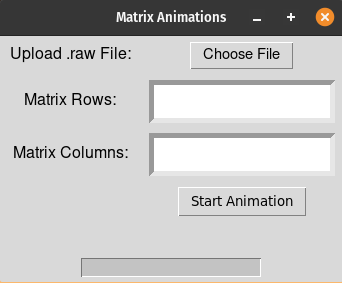 Matrix Animations
Upload .raw File: Choose File
Matrix Rows:
Matrix Columns:
Start Animation